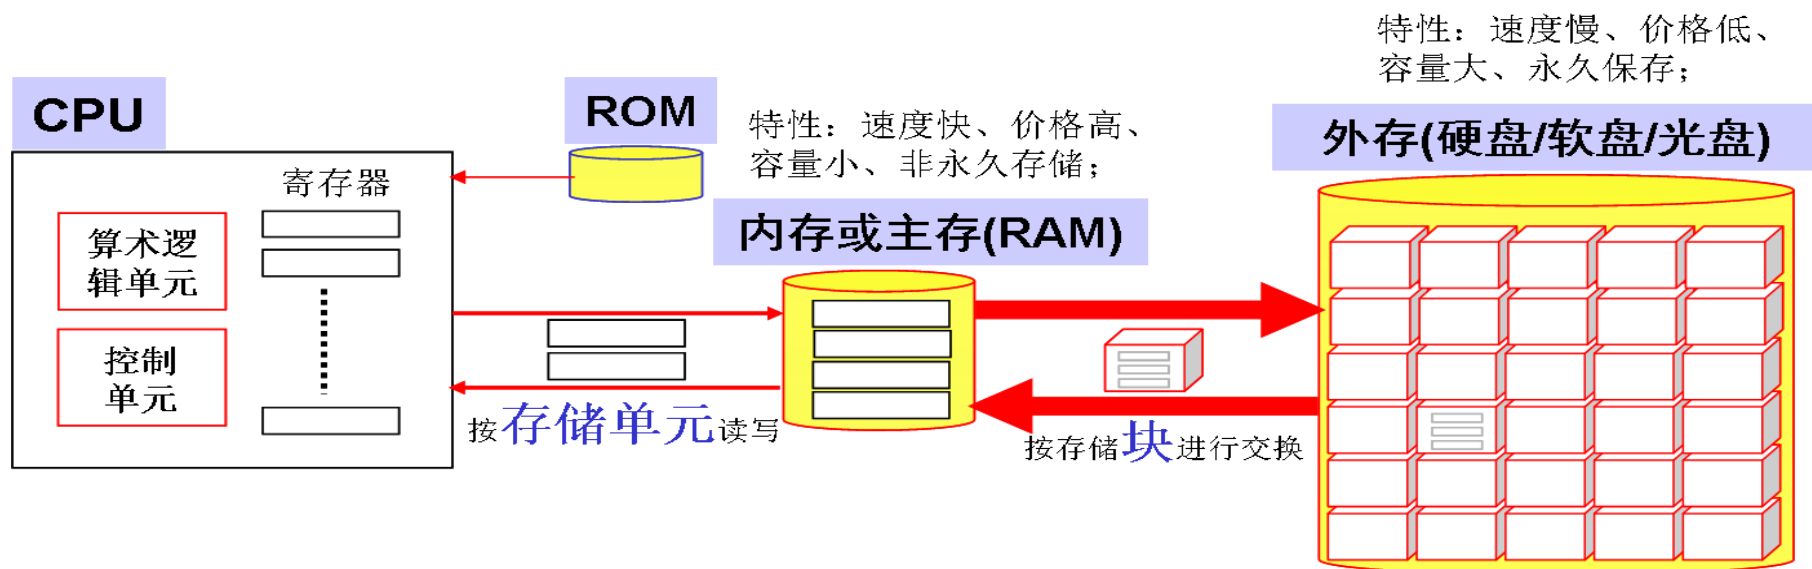 特性：速度慢、价格低、
容量大、永久保存；
CPU
ROM
特性：速度快、价格高、
容量小、非永久存储；
外存(硬盘/软盘/光盘)
寄存器
算术逻
辑单元
内存或主存(RAM)
控制
单元
按存储单元读写
按存储块进行交换